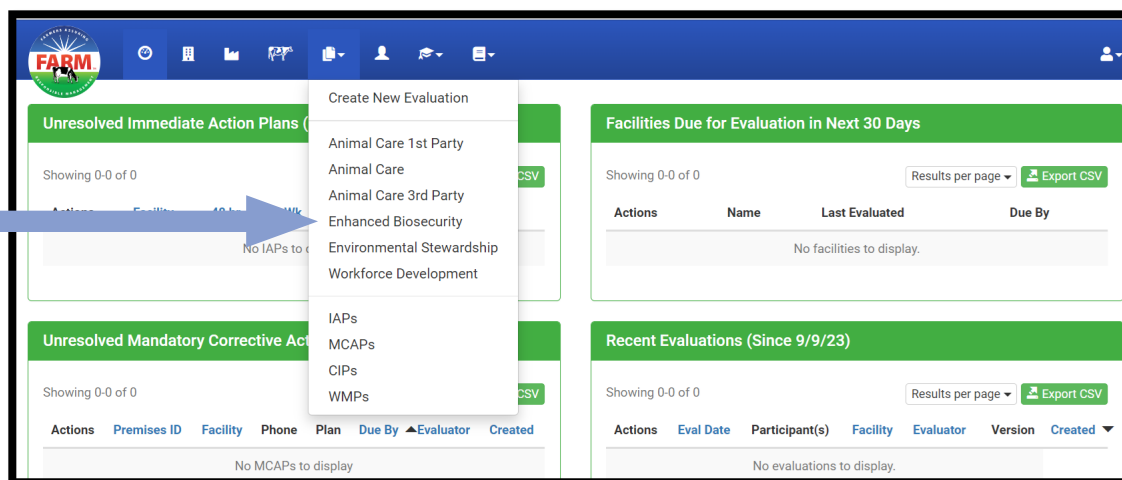 FARMERS ASSURING
FARM
RESPONSIBLE MANAGEMENT
Create New Evaluation
Animal Care 1st Party
Animal Care
Animal Care 3rd Party
Enhanced Biosecurity
Environmental Stewardship
Workforce Development
IAPs
MCAPs
CIPs
WMPs
Unresolved Immediate Action Plans (
Showing 0-0 of 0
CSV
Actions Facility
No IAPs to
Facilities Due for Evaluation in Next 30 Days
Showing 0-0 of 0
Results per page
Export CSV
Actions Name Last Evaluated Due By
No facilities to display.
Unresolved Mandatory Corrective Act
Showing 0-0 of 0
CSV
Actions Premises ID Facility Phone Plan Due By Evaluator Created
No MCAPs to display
Recent Evaluations (Since 9/9/23)
Showing 0-0 of 0
Results per page
Export CSV
Actions Eval Date Participant(s) Facility Evaluator Version Created
No evaluations to display.